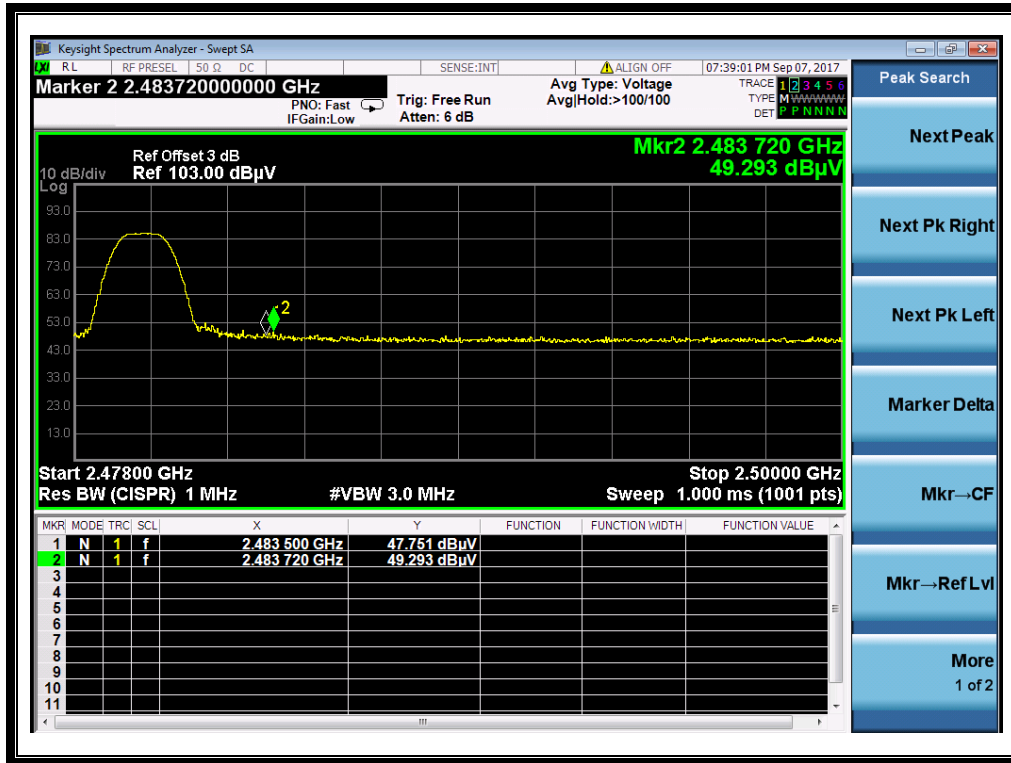 Keysight Spectrum Analyzer - Swept SA
LXI RL RF PRESEL 50 Ω DC SENSE:INT ALIGN OFF 07:39:01 PM Sep 07, 2017
Marker 2 2.483720000000 GHz
PNO: Fast
IFGain:Low
Trig: Free Run
Atten: 6 dB
Avg Type: Voltage
Avg|Hold:>100/100
TRACE 1 2 3 4 5 6
TYPE M WWWWW
DET P P N N N N
Peak Search
Next Peak
Next Pk Right
Next Pk Left
Marker Delta
Mkr→CF
Mkr→Ref Lvl
More
1 of 2
Mkr2 2.483 720 GHz
49.293 dBµV
Ref Offset 3 dB
10 dB/div Ref 103.00 dBµV
Log
93.0
83.0
73.0
63.0
53.0
43.0
33.0
23.0
13.0
2
Start 2.47800 GHz Stop 2.50000 GHz
Res BW (CISPR) 1 MHz #VBW 3.0 MHz Sweep 1.000 ms (1001 pts)
MKR MODE TRC SCL X Y FUNCTION FUNCTION WIDTH FUNCTION VALUE
1 N 1 f 2.483 500 GHz 47.751 dBµV
2 N 1 f 2.483 720 GHz 49.293 dBµV
3
4
5
6
7
8
9
10
11